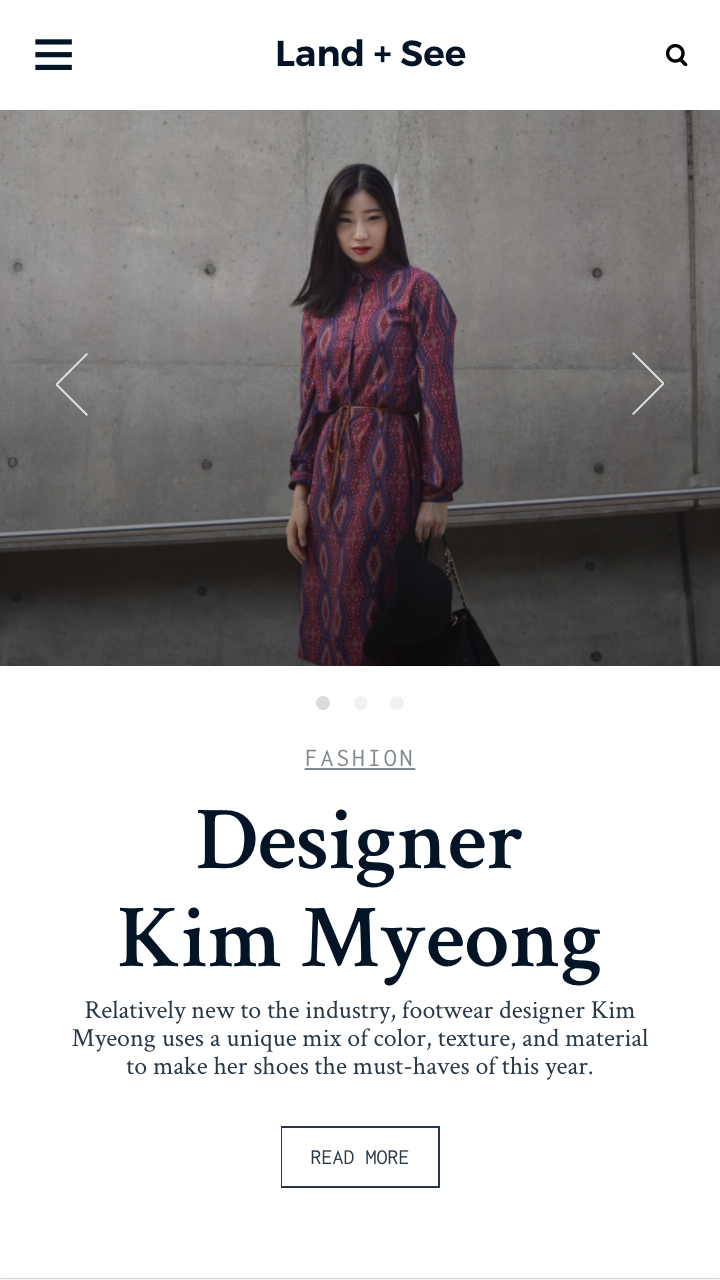 Land + See
FASHION
Designer
Kim Myeong
Relatively new to the industry, footwear designer Kim
Myeong uses a unique mix of color, texture, and material
to make her shoes the must-haves of this year.
READ MORE